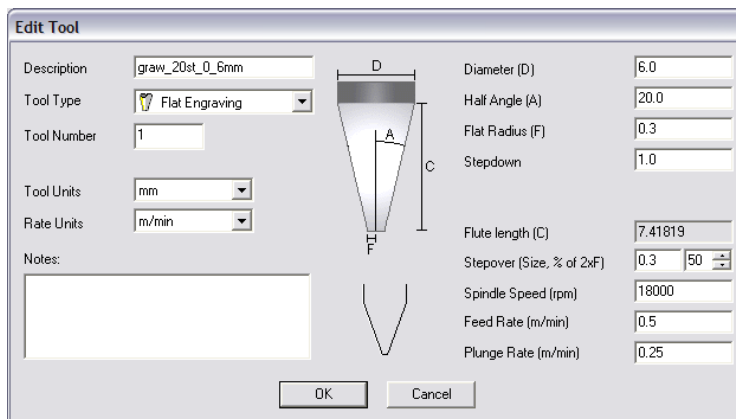 Edit Tool
Description graw_20st_0_6mm
Tool Type Flat Engraving
Tool Number 1
Tool Units mm
Rate Units m/min
Notes:
D
A
C
F
Diameter (D) 6.0
Half Angle (A) 20.0
Flat Radius (F) 0.3
Stepdown 1.0
Flute length (C) 7.41819
Stepover (Size, % of 2xF) 0.3 50
Spindle Speed (rpm) 18000
Feed Rate (m/min) 0.5
Plunge Rate (m/min) 0.25
OK Cancel